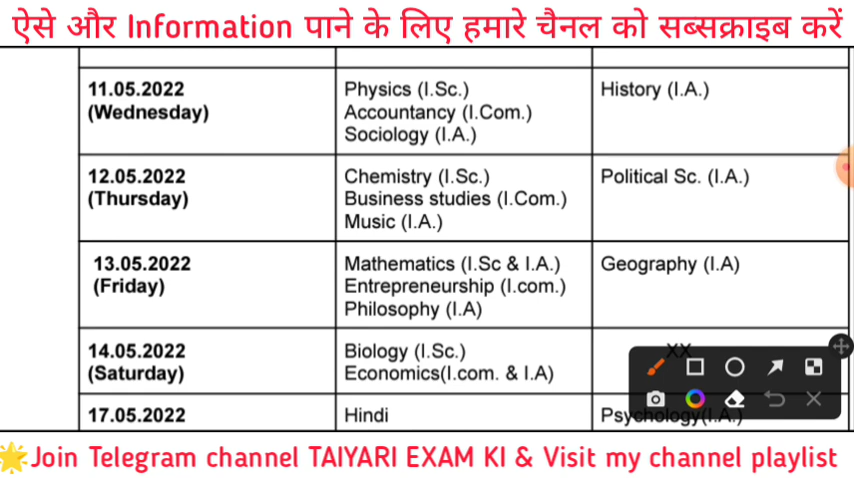 ऐसे और Information पाने के लिए हमारे चैनल को सब्सक्राइब करें
11.05.2022
(Wednesday)
Physics (I.Sc.)
Accountancy (I.Com.)
Sociology (I.A.)
History (I.A.)
12.05.2022
(Thursday)
Chemistry (I.Sc.)
Business studies (I.Com.)
Music (I.A.)
Political Sc. (I.A.)
13.05.2022
(Friday)
Mathematics (I.Sc & I.A.)
Entrepreneurship (I.com.)
Philosophy (I.A)
Geography (I.A)
14.05.2022
(Saturday)
Biology (I.Sc.)
Economics(I.com. & I.A)
XX
17.05.2022
Hindi
Psychology(I.A.)
Join Telegram channel TAIYARI EXAM KI & Visit my channel playlist